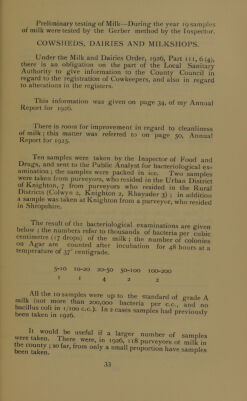 Preliminary testing of Milk—During the year 19 samples
of milk were tested by the Gerber method by the Inspector.
COWSHEDS, DAIRIES AND MILKSHOPS.
Under the Milk and Dairies Order, 1926, Part 111, 6 (4),
there is an obligation on the part of the Local Sanitary
Authority to give information to the County Council in
regard to the registration of Cowkeepers, and also in regard
to alterations in the registers.
This information was given on page 34, of my Annual
Report for 1926.
There is room for improvement in regard to cleanliness
of milk; this matter was referred to on page 50, Annual
Report for 1925.
Ten samples were taken by the Inspector of Food and
Drugs, and sent to the Public Analyst for bacteriological ex-
amination; the samples were packed in ice. Two samples
were taken from purveyors, who resided in the Urban District
of Knighton, 7 from purveyors who resided in the Rural
Districts (Colwyn 2, Knighton 2, Rhayader 3); in addition
a sample was taken at Knighton from a purveyor, who resided
in Shropshire.
The result of the bacteriological examinations are given
below; the numbers refer to thousands of bacteria per cubic
centimetre (17 drops) of the milk; the number of colonies
on Agar are counted after incubation for 48 hours at a
temperature of 37° centigrade.
5-10 10-20 20-50 50-100 100-200
1 1 4 2 2
All the 10 samples were up to the standard of grade A
milk (not more than 200,000 bacteria per c.c., and no
bacillus coli in 1/100 c.c.). In 2 cases samples had previously
been taken in 1926.
It would be useful if a larger number of samples
were taken. There were, in 1926, 118 purveyors of milk in
the county; so far, from only a small proportion have samples
been taken.
33